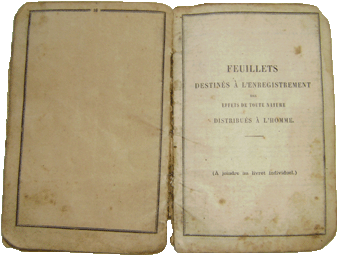 FEUILLETS
DESTINÉS À L'ENREGISTREMENT
DES
EFFETS DE TOUTE NATURE
DISTRIBUÉS À L'HOMME.
(A joindre au livret individuel.)